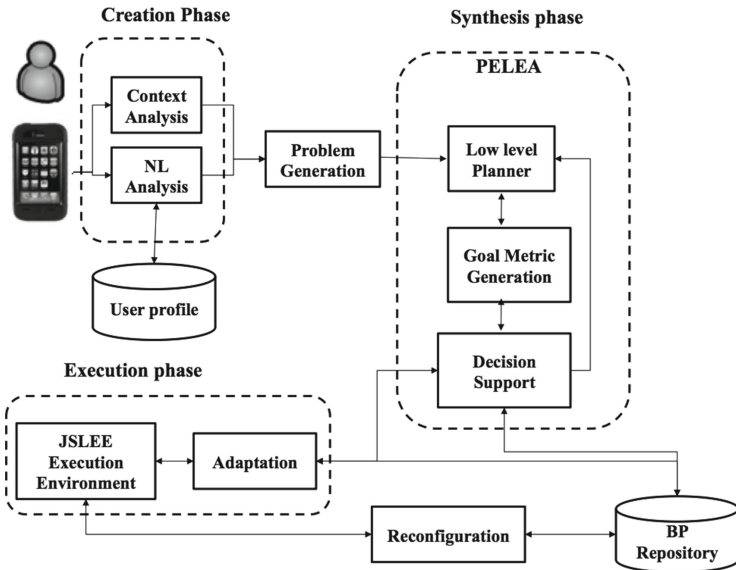 Creation Phase
Synthesis phase
PELEA
Context
Analysis
NL
Analysis
Problem
Generation
Low level
Planner
Goal Metric
Generation
User profile
Decision
Support
Execution phase
JSLEE
Execution
Environment
Adaptation
Reconfiguration
BP
Repository